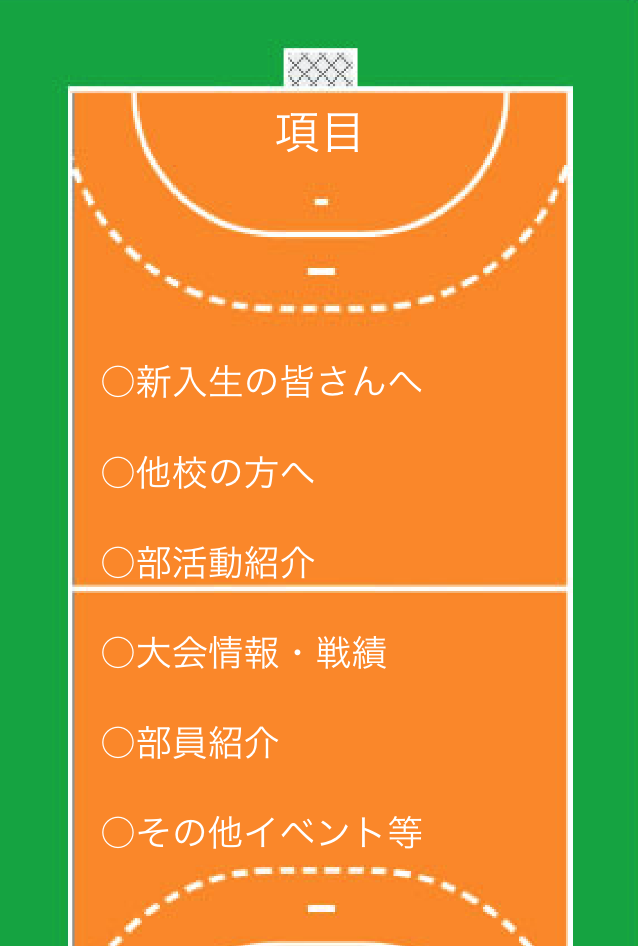 項目
○新入生の皆さんへ
○他校の方へ
○部活動紹介
○大会情報・戦績
○部員紹介
○その他イベント等